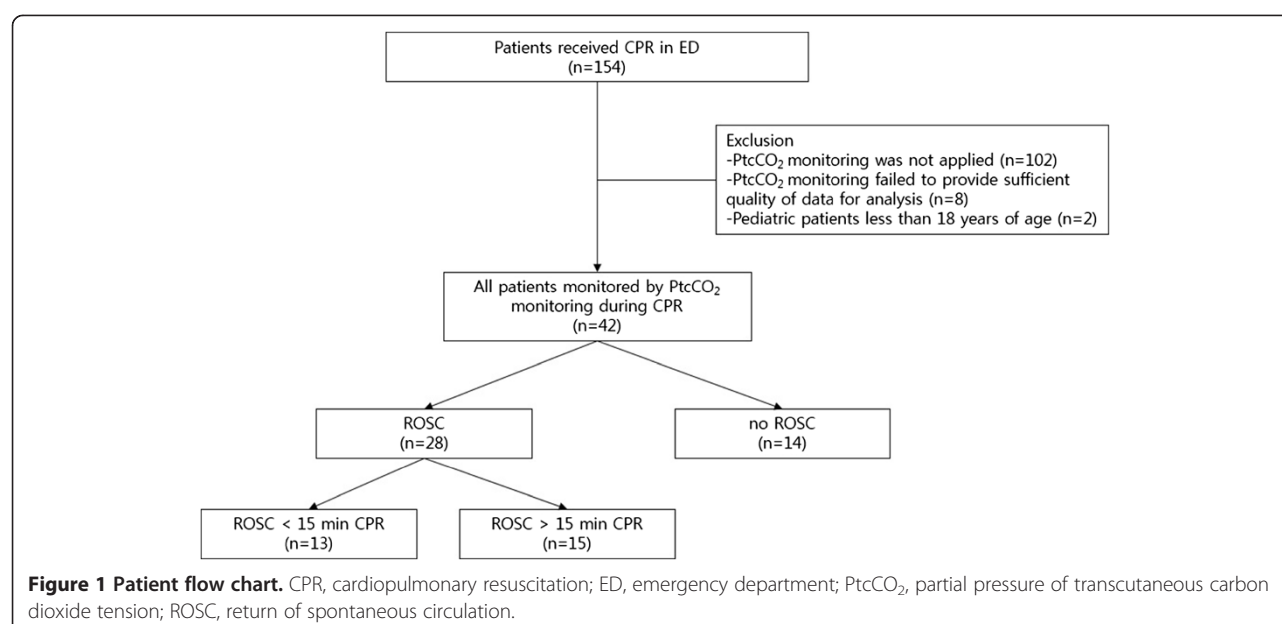 Patients received CPR in ED
(n=154)
Exclusion
-PtcCO₂ monitoring was not applied (n=102)
-PtcCO₂ monitoring failed to provide sufficient
quality of data for analysis (n=8)
-Pediatric patients less than 18 years of age (n=2)
All patients monitored by PtcCO₂
monitoring during CPR
(n=42)
ROSC
(n=28)
no ROSC
(n=14)
ROSC < 15 min CPR
(n=13)
ROSC > 15 min CPR
(n=15)
Figure 1 Patient flow chart. CPR, cardiopulmonary resuscitation; ED, emergency department; PtcCO₂, partial pressure of transcutaneous carbon
dioxide tension; ROSC, return of spontaneous circulation.